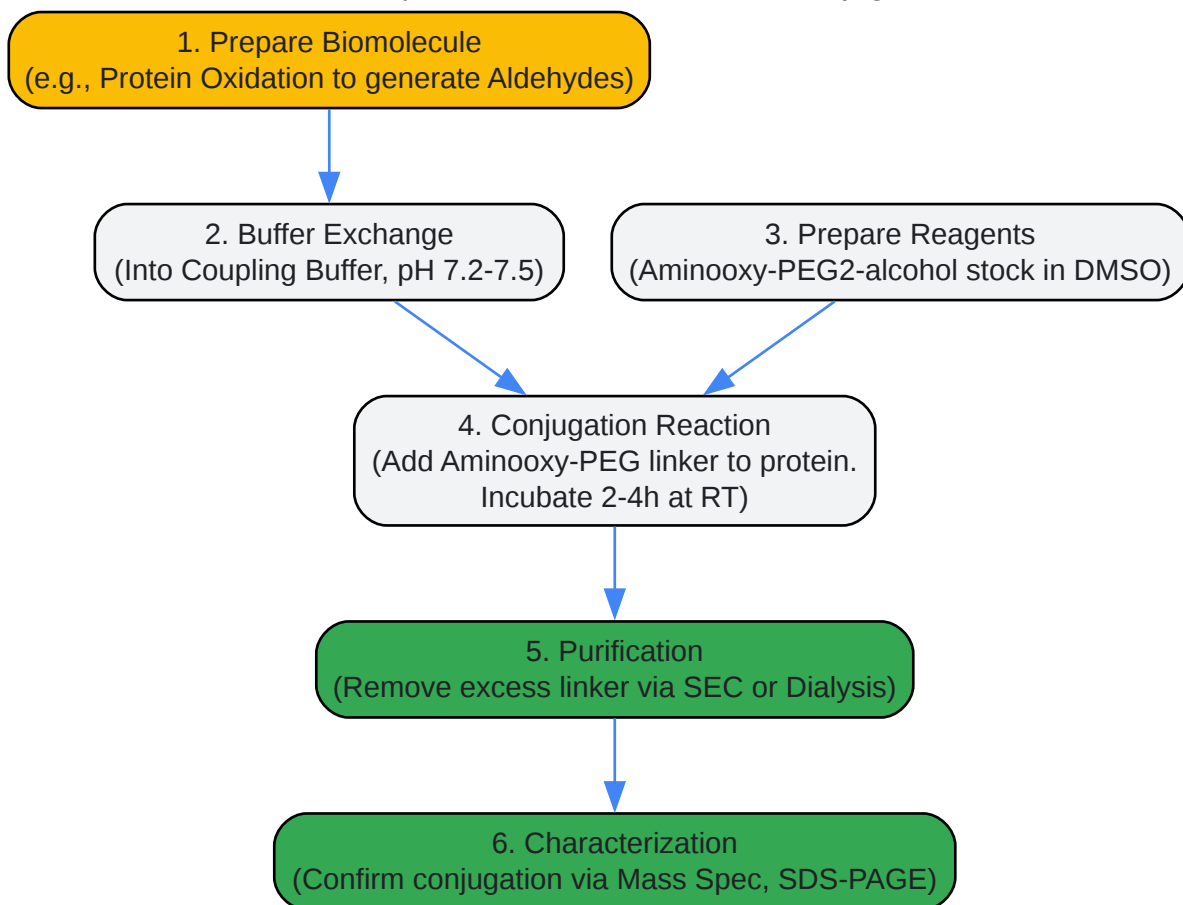 1. Prepare Biomolecule
(e.g., Protein Oxidation to generate Aldehydes)
2. Buffer Exchange
(Into Coupling Buffer, pH 7.2-7.5)
3. Prepare Reagents
(Aminooxy-PEG2-alcohol stock in DMSO)
4. Conjugation Reaction
(Add Aminooxy-PEG linker to protein.
Incubate 2-4h at RT)
5. Purification
(Remove excess linker via SEC or Dialysis)
6. Characterization
(Confirm conjugation via Mass Spec, SDS-PAGE)